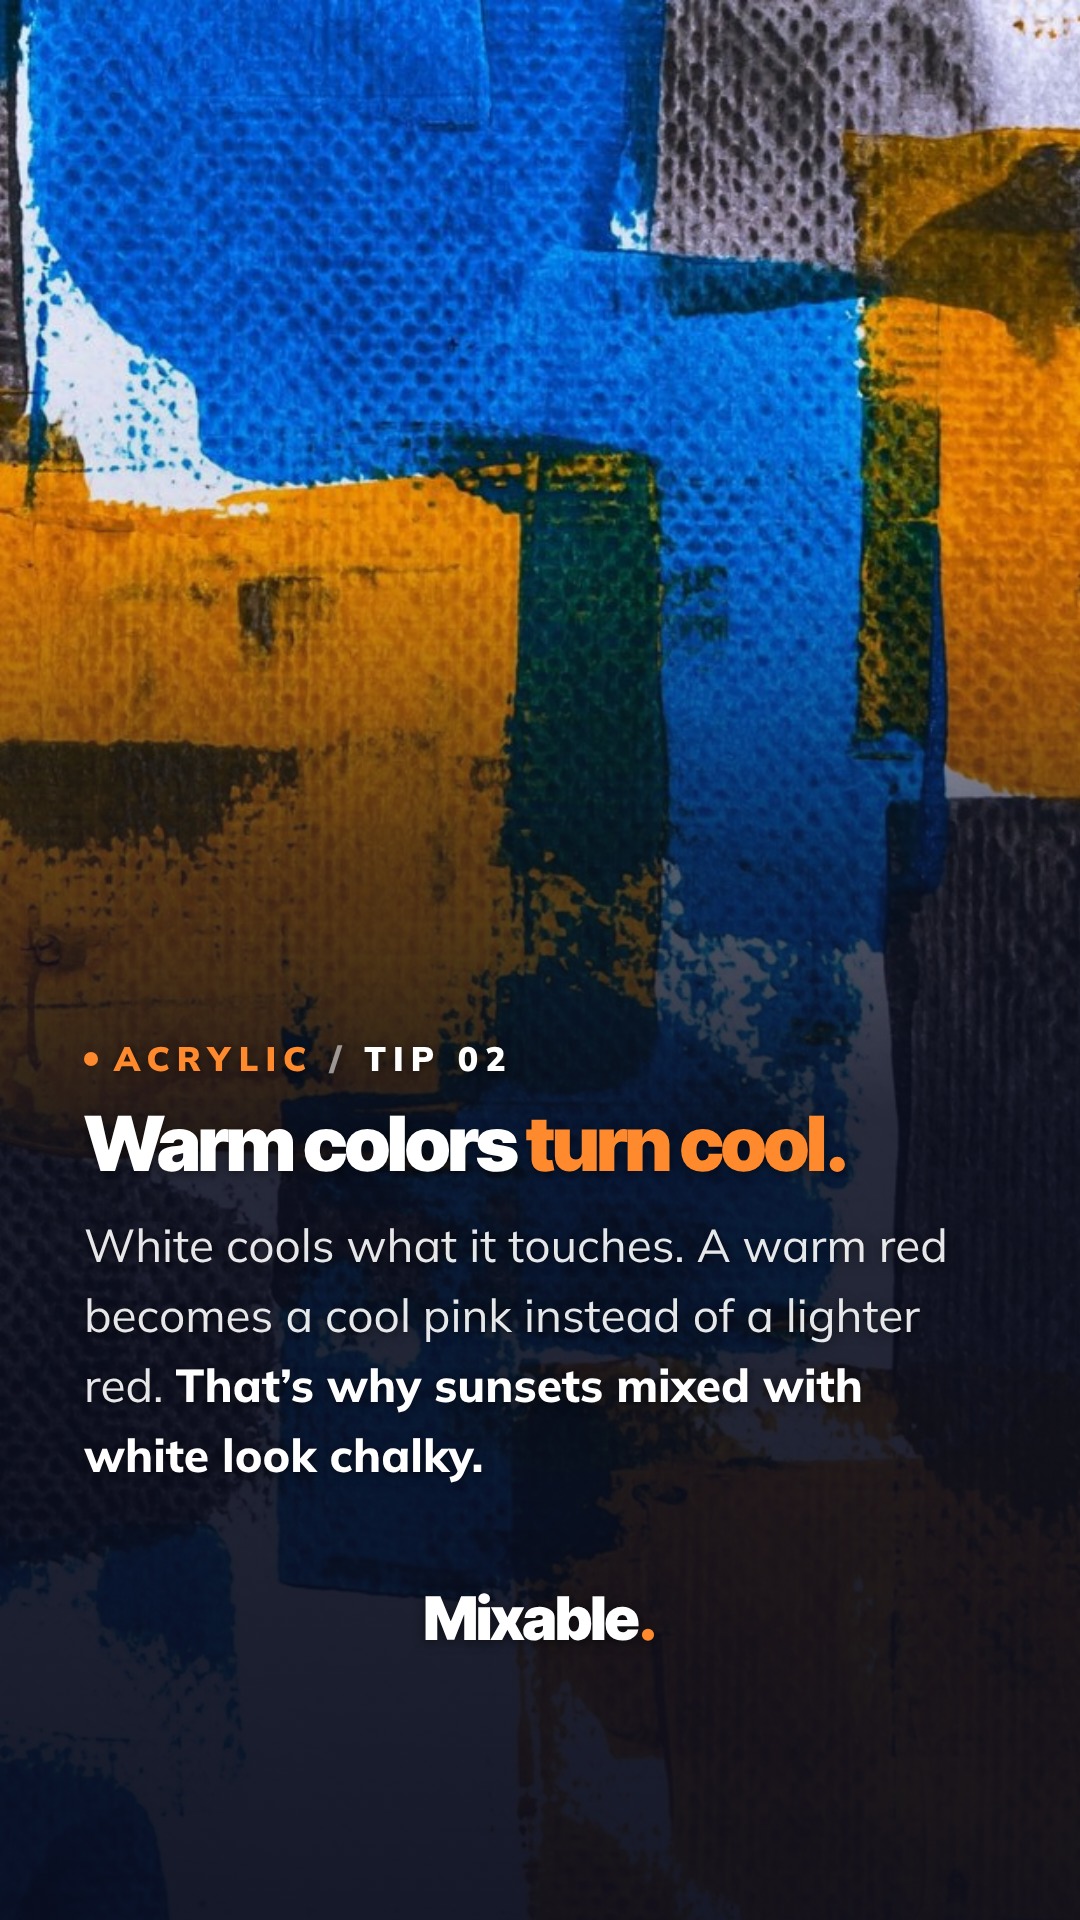 • ACRYLIC / TIP 02
Warm colors turn cool.
White cools what it touches. A warm red
becomes a cool pink instead of a lighter
red. That’s why sunsets mixed with
white look chalky.
Mixable.